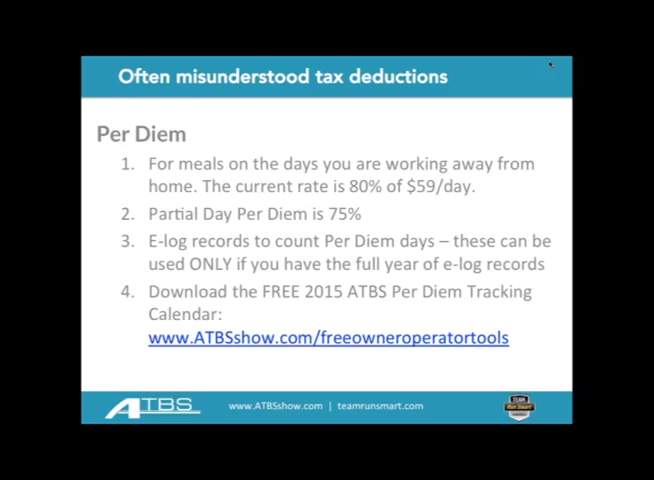 Often misunderstood tax deductions
Per Diem
1. For meals on the days you are working away from
home. The current rate is 80% of $59/day.
2. Partial Day Per Diem is 75%
3. E-log records to count Per Diem days – these can be
used ONLY if you have the full year of e-log records
4. Download the FREE 2015 ATBS Per Diem Tracking
Calendar:
www.ATBSshow.com/freeowneroperatortools
ATBS www.ATBSshow.com | teamrunsmart.com
TEAM
Run Smart